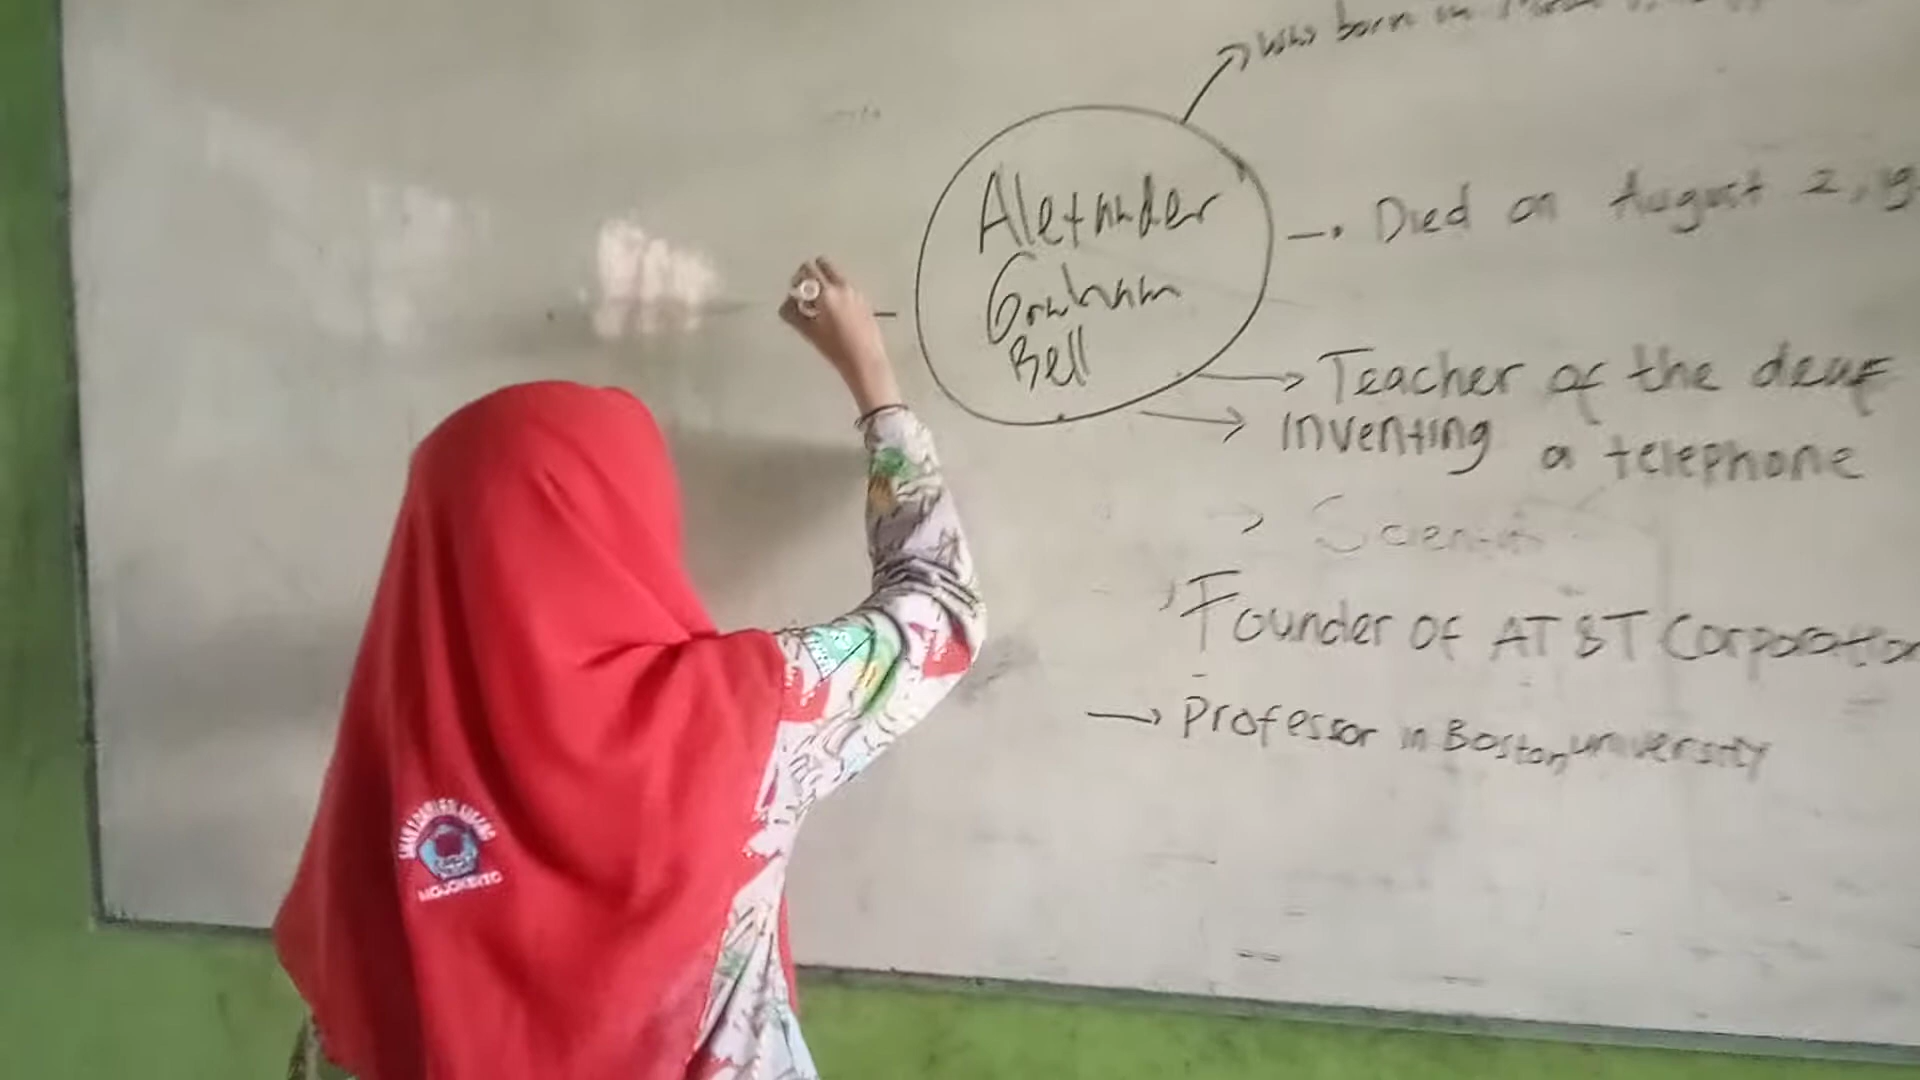 Was born in
Alexander
Graham
Bell
Died on August 2, 19
Teacher of the deaf
inventing a telephone
Founder of AT&T Corporation
Professor in Boston university
MOJOKERTO